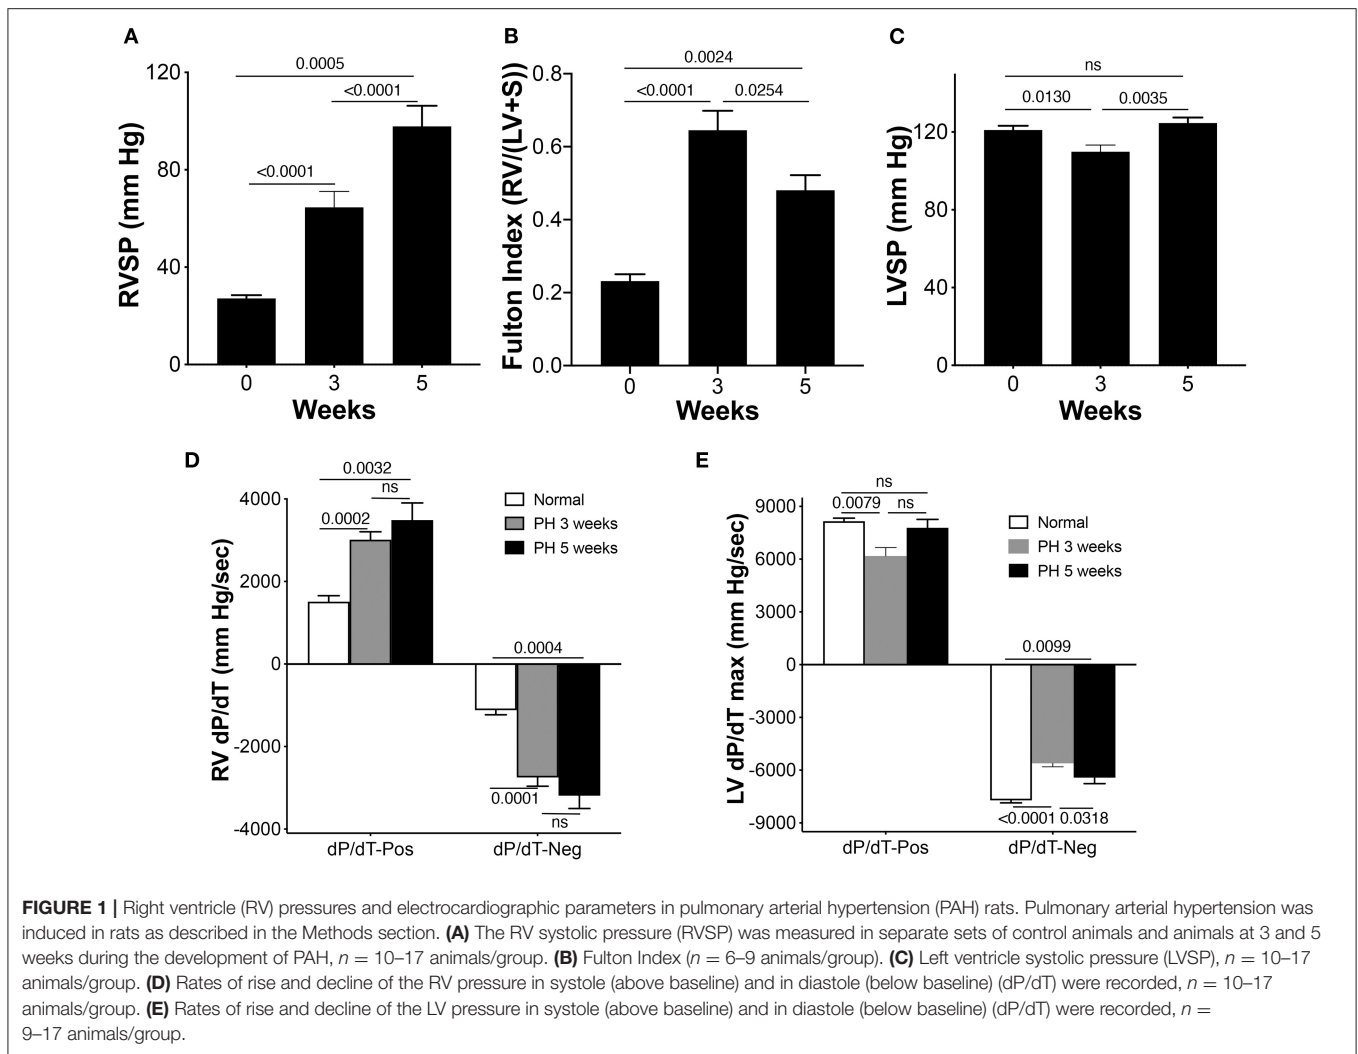 A
0.0005
<0.0001
<0.0001
120
80
40
0
RVSP (mm Hg)
0
3
5
Weeks
B
0.0024
<0.0001
0.0254
0.8
0.6
0.4
0.2
0.0
Fulton Index (RV/(LV+S))
0
3
5
Weeks
C
ns
0.0130
0.0035
120
80
40
0
LVSP (mm Hg)
0
3
5
Weeks
D
0.0032
ns
0.0002
4000
2000
0
-2000
-4000
RV dP/dT (mm Hg/sec)
Normal
PH 3 weeks
PH 5 weeks
0.0004
0.0001
ns
dP/dT-Pos
dP/dT-Neg
E
ns
0.0079
ns
9000
6000
3000
0
-3000
-6000
-9000
LV dP/dT max (mm Hg/sec)
Normal
PH 3 weeks
PH 5 weeks
0.0099
<0.0001
0.0318
dP/dT-Pos
dP/dT-Neg
FIGURE 1 | Right ventricle (RV) pressures and electrocardiographic parameters in pulmonary arterial hypertension (PAH) rats. Pulmonary arterial hypertension was
induced in rats as described in the Methods section. (A) The RV systolic pressure (RVSP) was measured in separate sets of control animals and animals at 3 and 5
weeks during the development of PAH, n = 10–17 animals/group. (B) Fulton Index (n = 6–9 animals/group). (C) Left ventricle systolic pressure (LVSP), n = 10–17
animals/group. (D) Rates of rise and decline of the RV pressure in systole (above baseline) and in diastole (below baseline) (dP/dT) were recorded, n = 10–17
animals/group. (E) Rates of rise and decline of the LV pressure in systole (above baseline) and in diastole (below baseline) (dP/dT) were recorded, n =
9–17 animals/group.